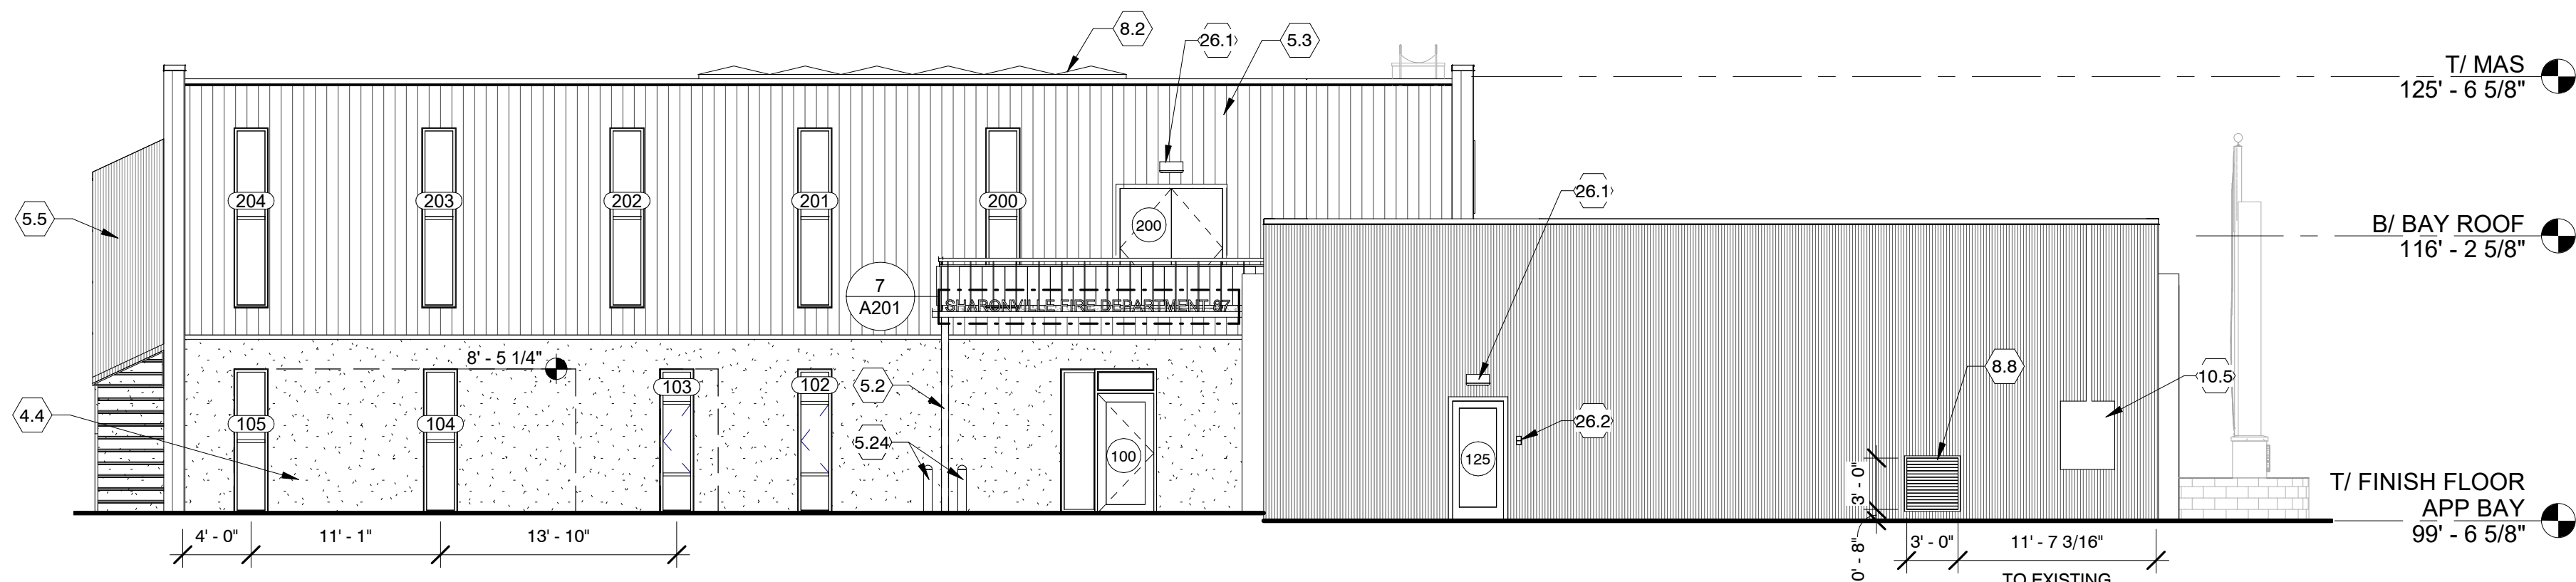 8.2
26.1
5.3
T/ MAS
125' - 6 5/8"
204
203
202
201
200
200
26.1
5.5
B/ BAY ROOF
116' - 2 5/8"
7
A201
SHARONVILLE FIRE DEPARTMENT 87
8' - 5 1/4"
103
102
5.2
8.8
10.5
4.4
105
104
5.24
100
125
26.2
3' - 0"
0' - 8"
T/ FINISH FLOOR
APP BAY
99' - 6 5/8"
4' - 0"
11' - 1"
13' - 10"
3' - 0"
11' - 7 3/16"
TO EXISTING